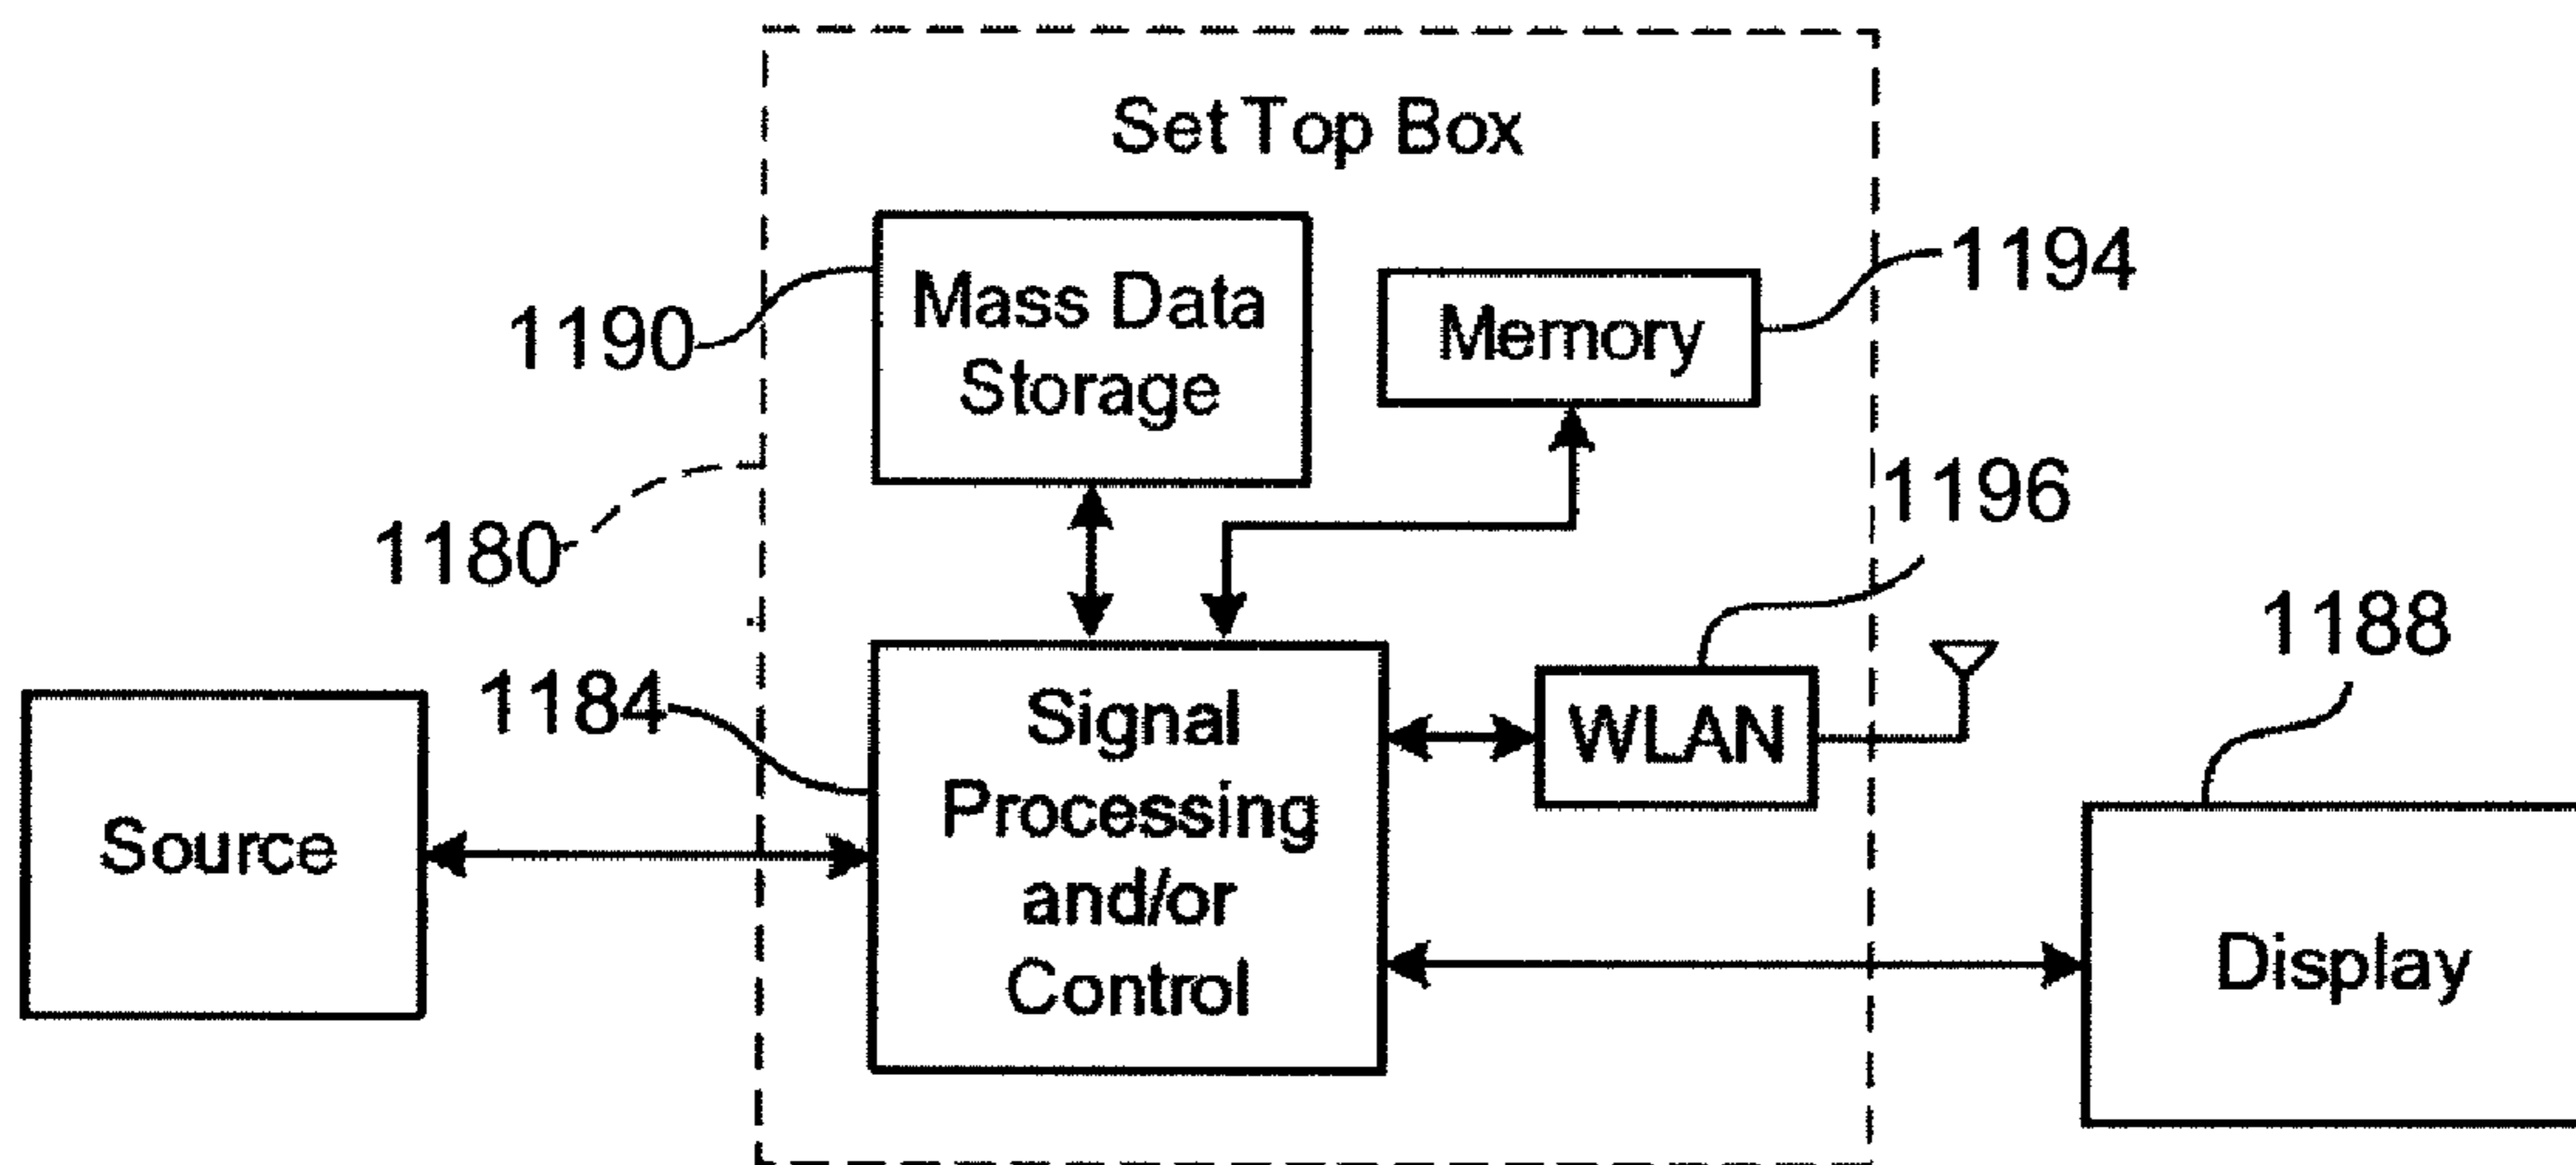 Set Top Box
1190
Mass Data
Storage
Memory
1194
1180
1196
1184
Source
Signal
Processing
and/or
Control
WLAN
1188
Display